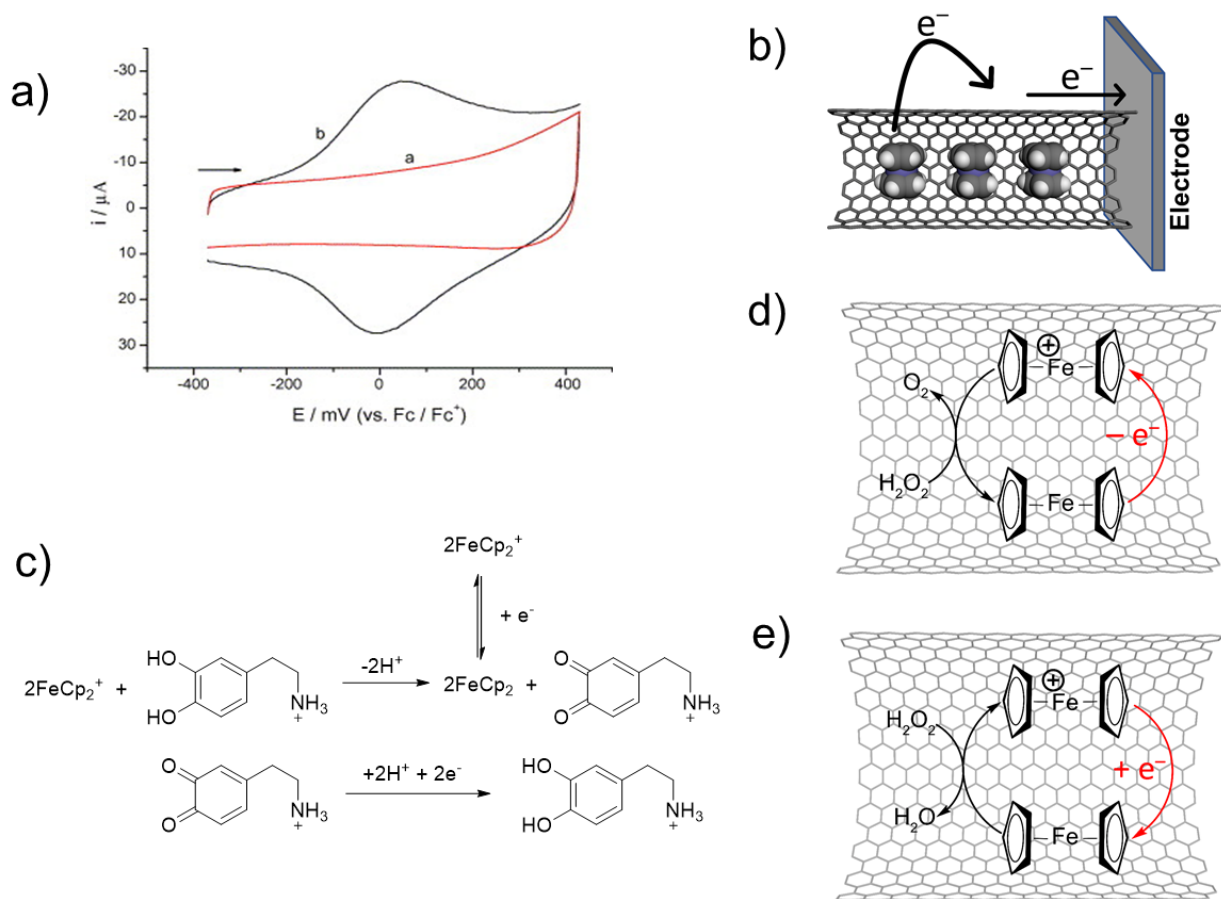 a)
-30
-20
-10
0
10
20
30
i / μA
b
a
-400 -200 0 200 400
E / mV (vs. Fc / Fc⁺)
b)
e⁻
e⁻
Electrode
c)
2FeCp₂⁺
+ e⁻
2FeCp₂⁺ + HO HO NH₃ + -2H⁺ 2FeCp₂ + O O NH₃ +
O O NH₃ + +2H⁺ + 2e⁻ HO HO NH₃ +
d)
+
Fe
O₂
− e⁻
H₂O₂
Fe
e)
+
Fe
H₂O₂
+ e⁻
H₂O
Fe